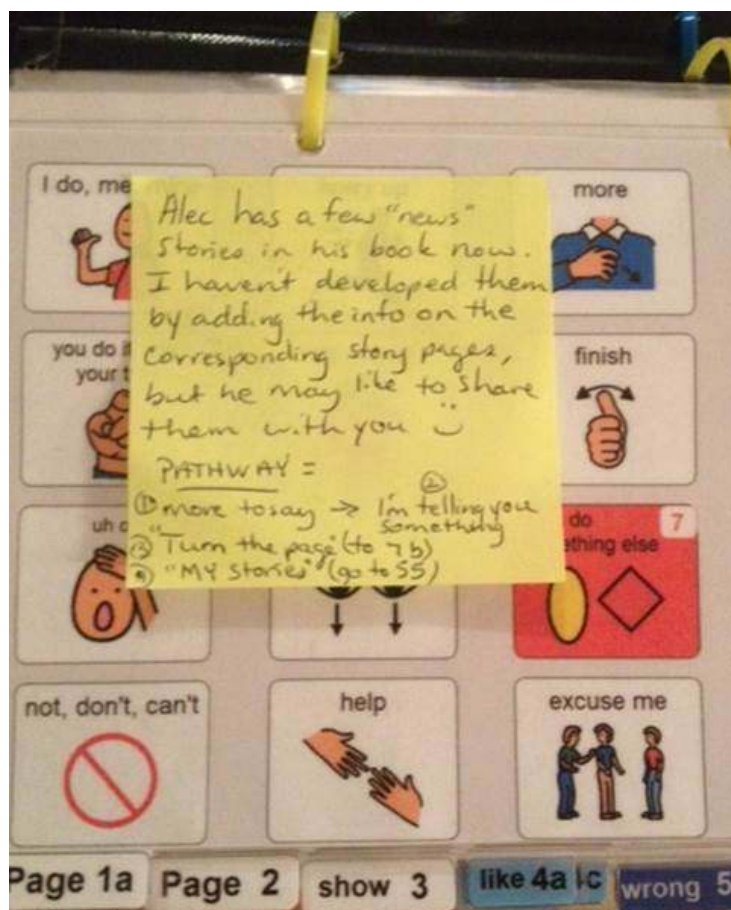 I do, me
more
Alec has a few "news"
Stories in his book now.
I haven't developed them
by adding the info on the
corresponding story pages,
but he may like to share
them with you
PATHWAY =
① more to say → ② I'm telling you
something
③ "Turn the page" (to 7b)
④ "MY Stories" (go to 55)
you do i
your t
finish
uh o
do
ething else
7
not, don't, can't
help
excuse me
Page 1a
Page 2
show 3
like 4a
4c
wrong 5